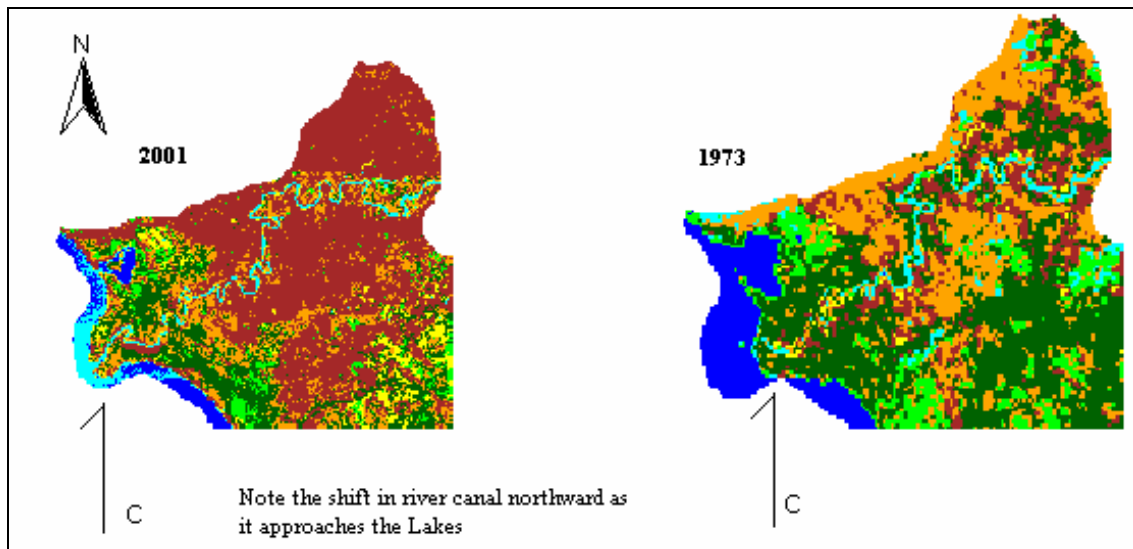 N
2001
1973
C
C
Note the shift in river canal northward as
it approaches the Lakes